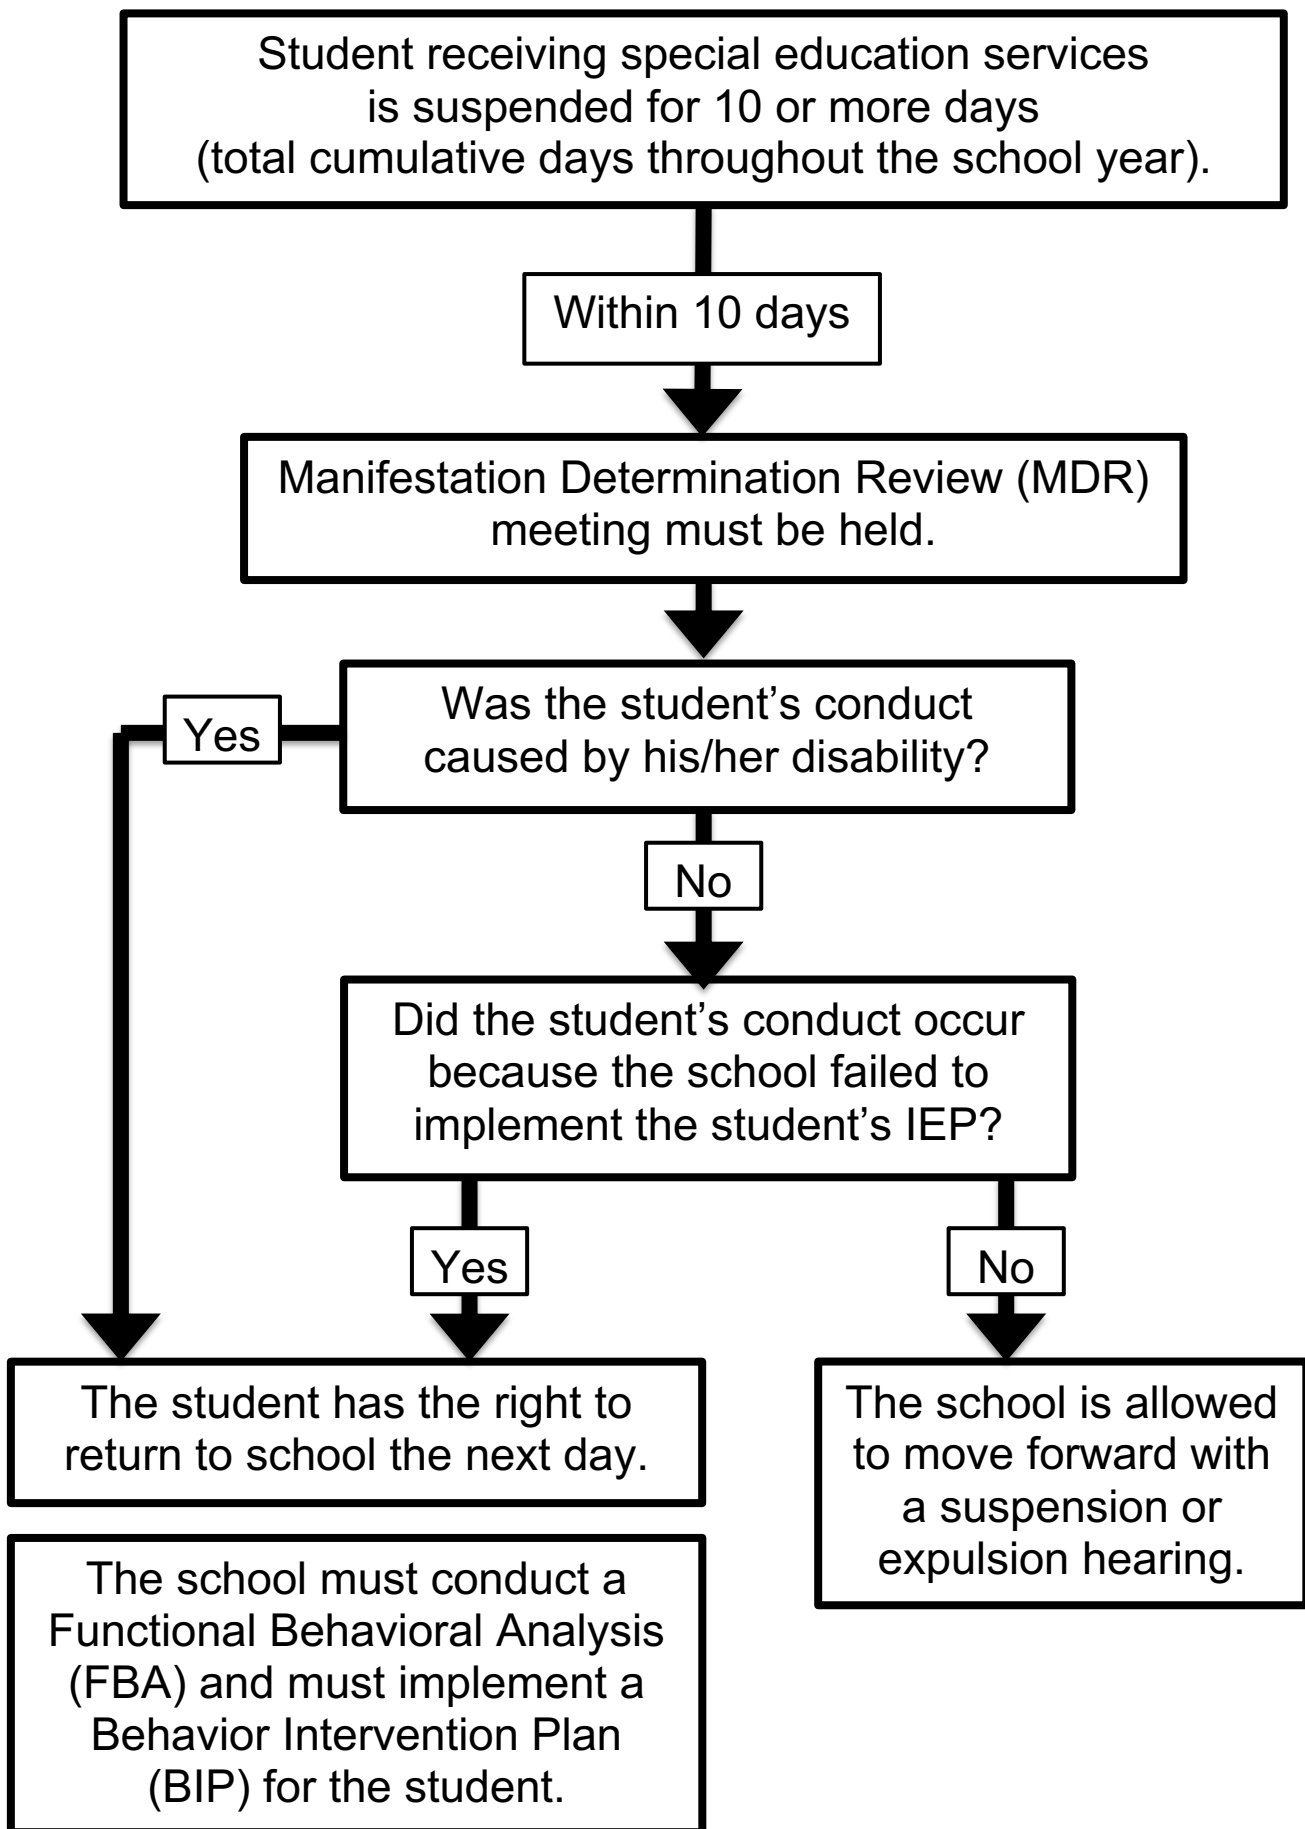 Student receiving special education services
is suspended for 10 or more days
(total cumulative days throughout the school year).
Within 10 days
Manifestation Determination Review (MDR)
meeting must be held.
Was the student’s conduct
caused by his/her disability?
Yes
No
Did the student’s conduct occur
because the school failed to
implement the student’s IEP?
Yes
No
The student has the right to
return to school the next day.
The school must conduct a
Functional Behavioral Analysis
(FBA) and must implement a
Behavior Intervention Plan
(BIP) for the student.
The school is allowed
to move forward with
a suspension or
expulsion hearing.